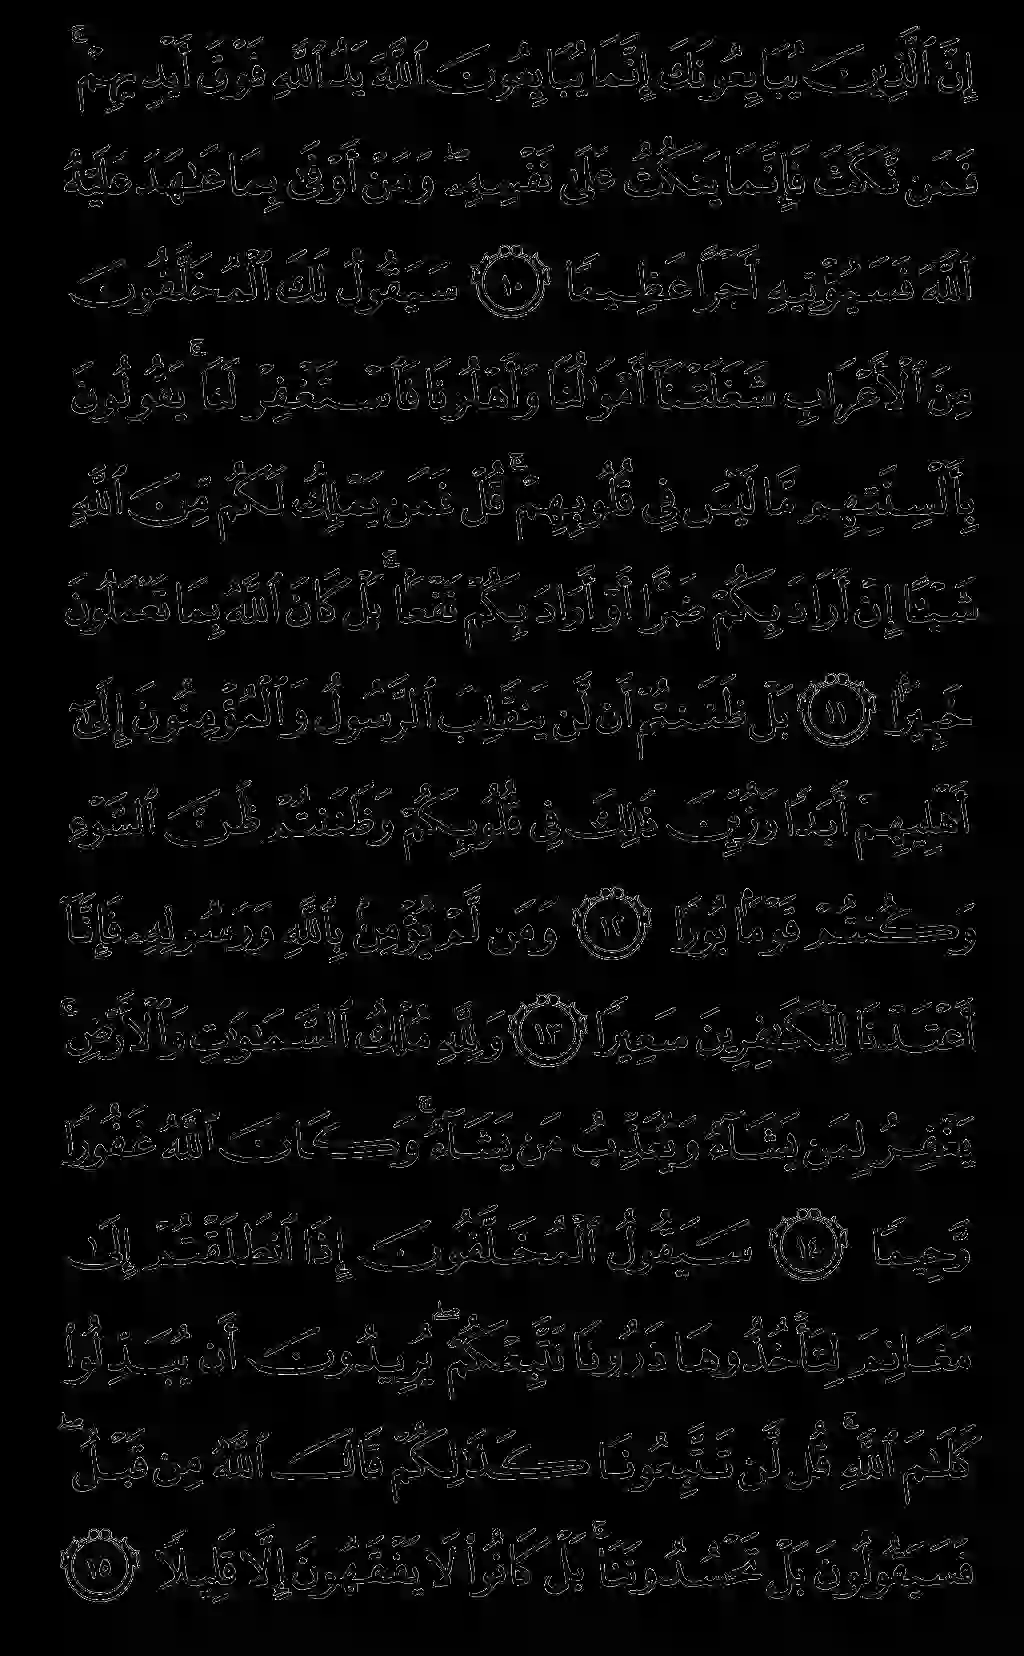 إِنَّ ٱلَّذِينَ يُبَايِعُونَكَ إِنَّمَا يُبَايِعُونَ ٱللَّهَ يَدُ ٱللَّهِ فَوْقَ أَيْدِيهِمْ ۚ
فَمَن نَّكَثَ فَإِنَّمَا يَنكُثُ عَلَىٰ نَفْسِهِۦ ۖ وَمَنْ أَوْفَىٰ بِمَا عَـٰهَدَ عَلَيْهُ
ٱللَّهَ فَسَيُؤْتِيهِ أَجْرًا عَظِيمًا ١٠ سَيَقُولُ لَكَ ٱلْمُخَلَّفُونَ
مِنَ ٱلْأَعْرَابِ شَغَلَتْنَآ أَمْوَٰلُنَا وَأَهْلُونَا فَٱسْتَغْفِرْ لَنَا ۚ يَقُولُونَ
بِأَلْسِنَتِهِم مَّا لَيْسَ فِى قُلُوبِهِمْ ۚ قُلْ فَمَن يَمْلِكُ لَكُم مِّنَ ٱللَّهِ
شَيْـًٔا إِنْ أَرَادَ بِكُمْ ضَرًّا أَوْ أَرَادَ بِكُمْ نَفْعًۢا ۚ بَلْ كَانَ ٱللَّهُ بِمَا تَعْمَلُونَ
خَبِيرًۢا ١١ بَلْ ظَنَنتُمْ أَن لَّن يَنقَلِبَ ٱلرَّسُولُ وَٱلْمُؤْمِنُونَ إِلَىٰٓ
أَهْلِيهِمْ أَبَدًا وَزُيِّنَ ذَٰلِكَ فِى قُلُوبِكُمْ وَظَنَنتُمْ ظَنَّ ٱلسَّوْءِ
وَكُنتُمْ قَوْمًۢا بُورًا ١٢ وَمَن لَّمْ يُؤْمِنۢ بِٱللَّهِ وَرَسُولِهِۦ فَإِنَّآ
أَعْتَدْنَا لِلْكَـٰفِرِينَ سَعِيرًا ١٣ وَلِلَّهِ مُلْكُ ٱلسَّمَـٰوَٰتِ وَٱلْأَرْضِ ۚ
يَغْفِرُ لِمَن يَشَآءُ وَيُعَذِّبُ مَن يَشَآءُ ۚ وَكَانَ ٱللَّهُ غَفُورًا
رَّحِيمًا ١٤ سَيَقُولُ ٱلْمُخَلَّفُونَ إِذَا ٱنطَلَقْتُمْ إِلَىٰ
مَغَانِمَ لِتَأْخُذُوهَا ذَرُونَا نَتَّبِعْكُمْ ۖ يُرِيدُونَ أَن يُبَدِّلُوا۟
كَلَـٰمَ ٱللَّهِ ۚ قُل لَّن تَتَّبِعُونَا كَذَٰلِكُمْ قَالَ ٱللَّهُ مِن قَبْلُ ۖ
فَسَيَقُولُونَ بَلْ تَحْسُدُونَنَا ۚ بَلْ كَانُوا۟ لَا يَفْقَهُونَ إِلَّا قَلِيلًا ١٥